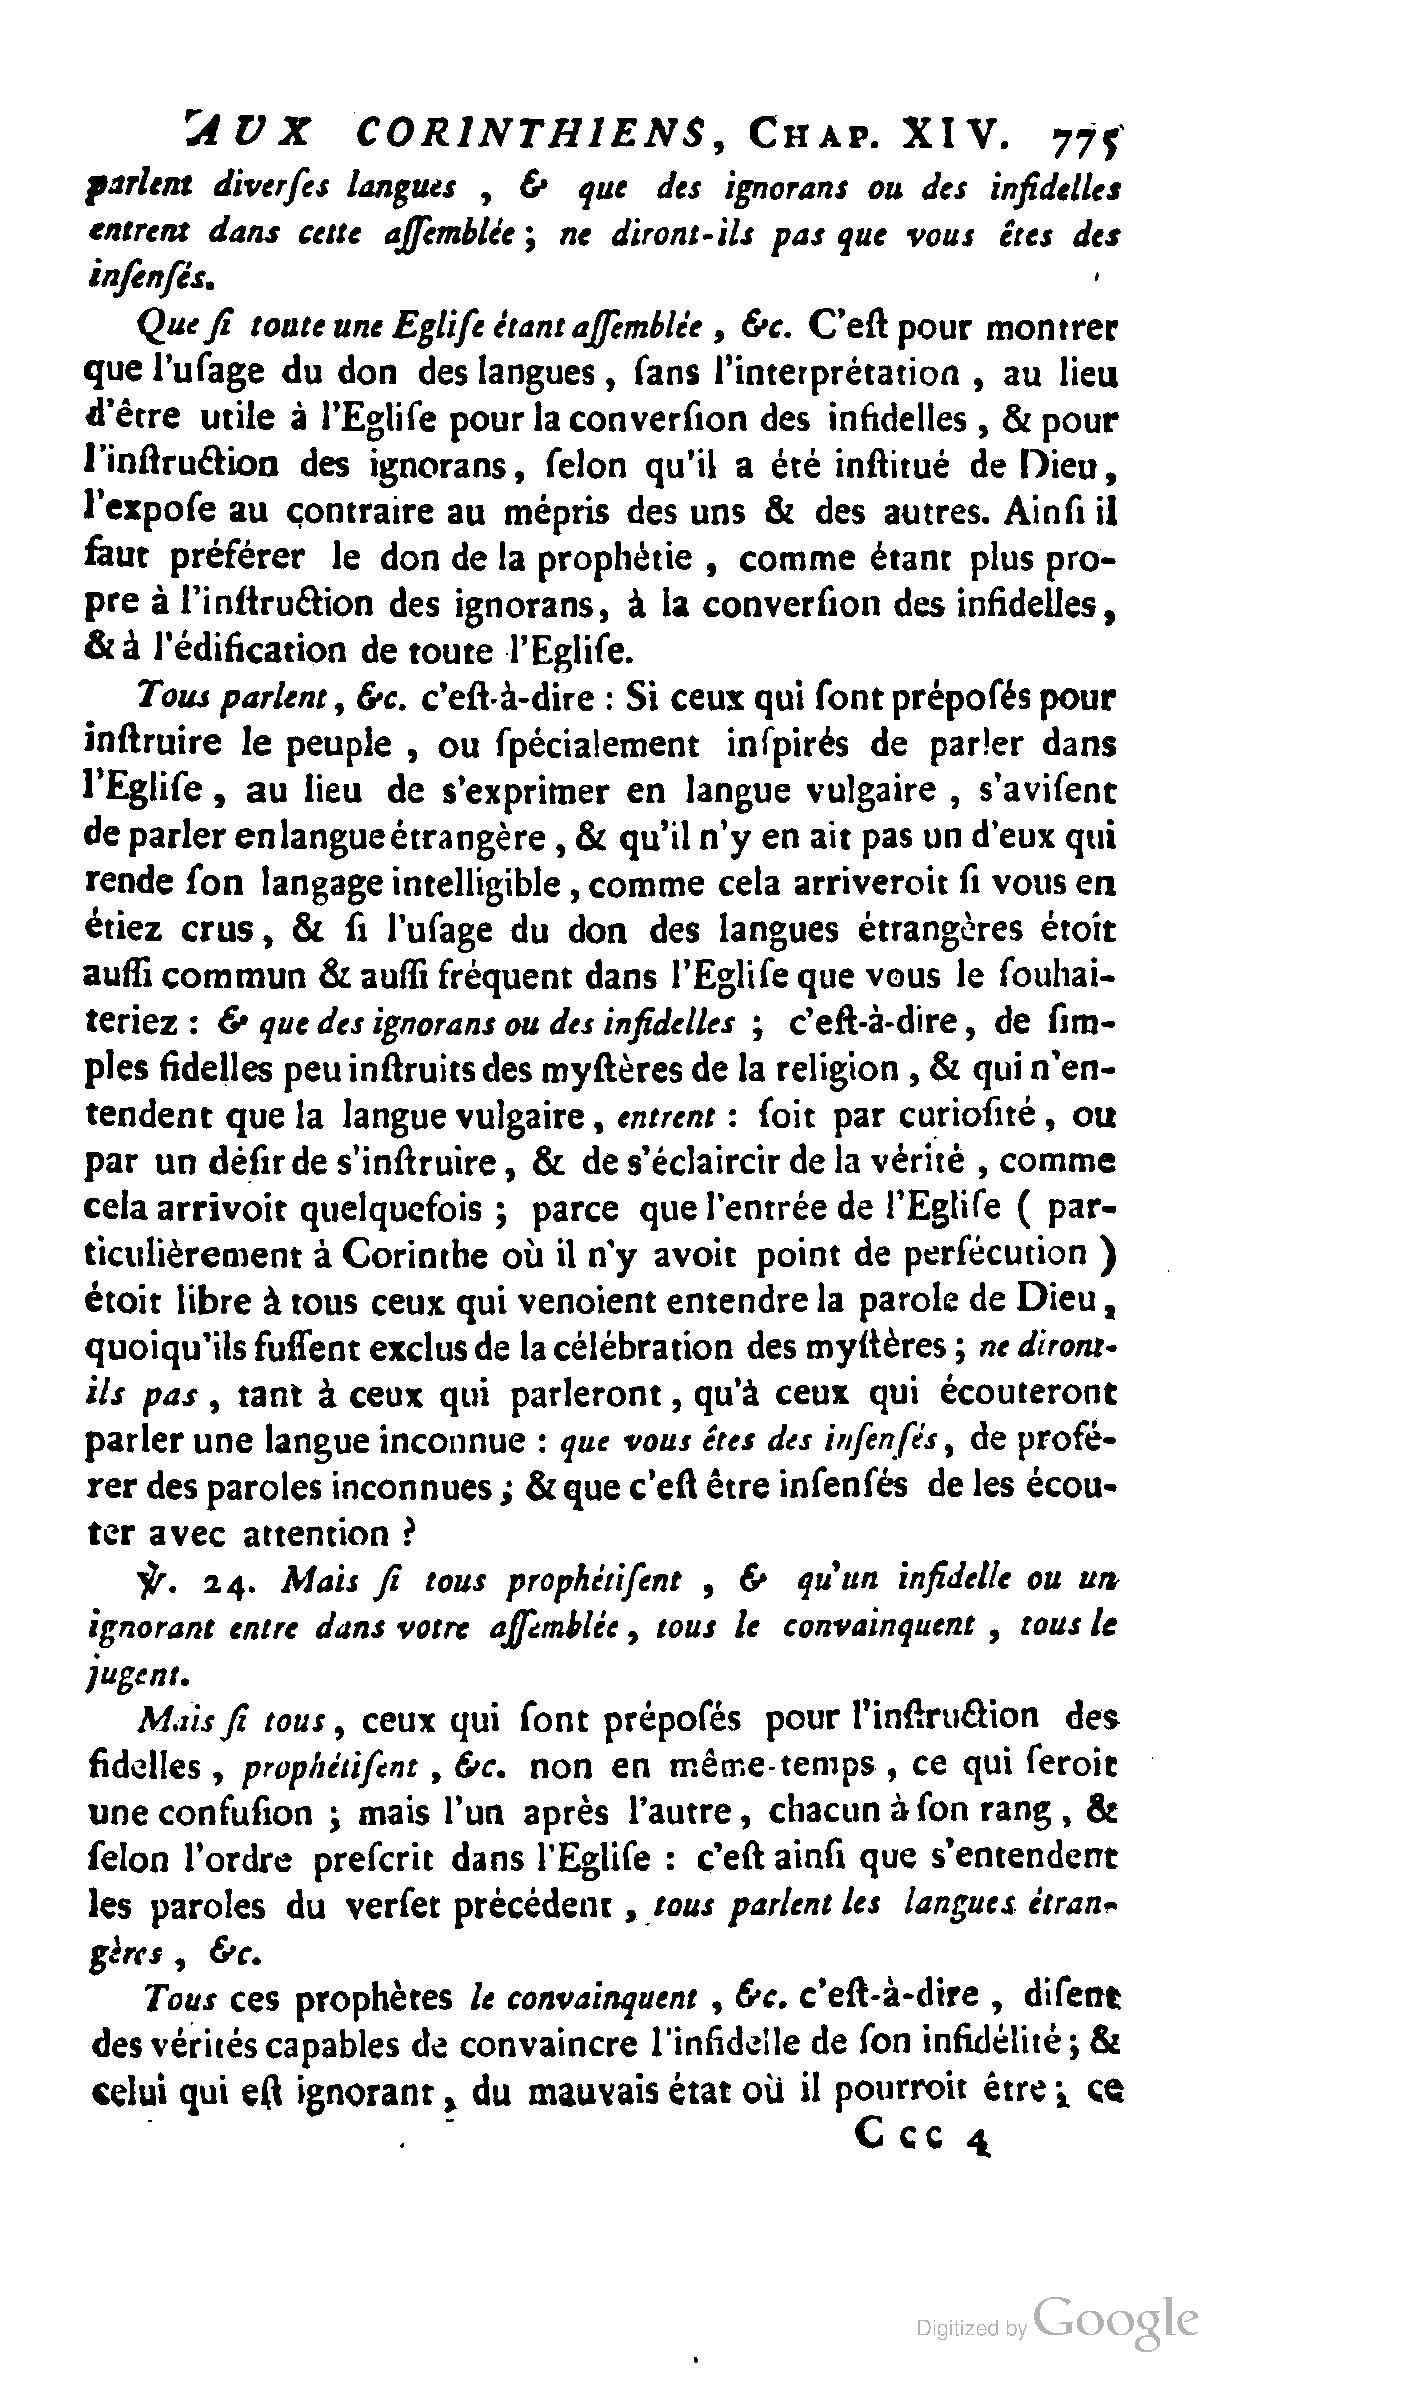 AUX CORINTHIENS, CHAP. XIV. 775
parlent diverſes langues , & que des ignorans ou des infidelles
entrent dans cette aſſemblée ; ne diront-ils pas que vous êtes des
inſenſés.
Que ſi toute une Egliſe étant aſſemblée , &c. C'eſt pour montrer
que l'uſage du don des langues , ſans l'interprétation , au lieu
d'être utile à l'Egliſe pour la converſion des infidelles , & pour
l'inſtruction des ignorans, ſelon qu'il a été inſtitué de Dieu,
l'expoſe au contraire au mépris des uns & des autres. Ainſi il
faut préférer le don de la prophétie , comme étant plus pro-
pre à l'inſtruction des ignorans, à la converſion des infidelles,
& à l'édification de toute l'Egliſe.
Tous parlent, &c. c'eſt-à-dire : Si ceux qui ſont prépoſés pour
inſtruire le peuple , ou ſpécialement inſpirés de parler dans
l'Egliſe , au lieu de s'exprimer en langue vulgaire , s'aviſent
de parler en langue étrangère , & qu'il n'y en ait pas un d'eux qui
rende ſon langage intelligible , comme cela arriveroit ſi vous en
étiez crus, & ſi l'uſage du don des langues étrangères étoit
auſſi commun & auſſi fréquent dans l'Egliſe que vous le ſouhai-
teriez : & que des ignorans ou des infidelles ; c'eſt-à-dire, de ſim-
ples fidelles peu inſtruits des myſtères de la religion , & qui n'en-
tendent que la langue vulgaire, entrent : ſoit par curioſité, ou
par un déſir de s'inſtruire, & de s'éclaircir de la vérité , comme
cela arrivoit quelquefois ; parce que l'entrée de l'Egliſe ( par-
ticulièrement à Corinthe où il n'y avoit point de perſécution )
étoit libre à tous ceux qui venoient entendre la parole de Dieu,
quoiqu'ils fuſſent exclus de la célébration des myſtères ; ne diront-
ils pas , tant à ceux qui parleront, qu'à ceux qui écouteront
parler une langue inconnue : que vous êtes des inſenſés, de profé-
rer des paroles inconnues ; & que c'eſt être inſenſés de les écou-
ter avec attention ?
℣. 24. Mais ſi tous prophétiſent , & qu'un infidelle ou un
ignorant entre dans votre aſſemblée, tous le convainquent , tous le
jugent.
Mais ſi tous, ceux qui ſont prépoſés pour l'inſtruction des
fidelles , prophétiſent , &c. non en même-temps , ce qui ſeroit
une confuſion ; mais l'un après l'autre, chacun à ſon rang, &
ſelon l'ordre preſcrit dans l'Egliſe : c'eſt ainſi que s'entendent
les paroles du verſet précédent , tous parlent les langues étran-
gères , &c.
Tous ces prophètes le convainquent , &c. c'eſt-à-dire , diſent
des vérités capables de convaincre l'infidelle de ſon infidélité ; &
celui qui eſt ignorant, du mauvais état où il pourroit être ; ce
Ccc 4
Digitized by Google